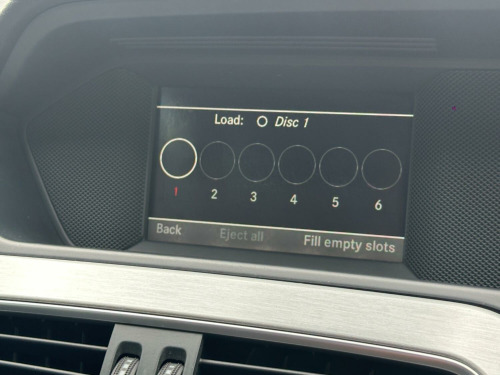 Load: Disc 1
1 2 3 4 5 6
Back Eject all Fill empty slots